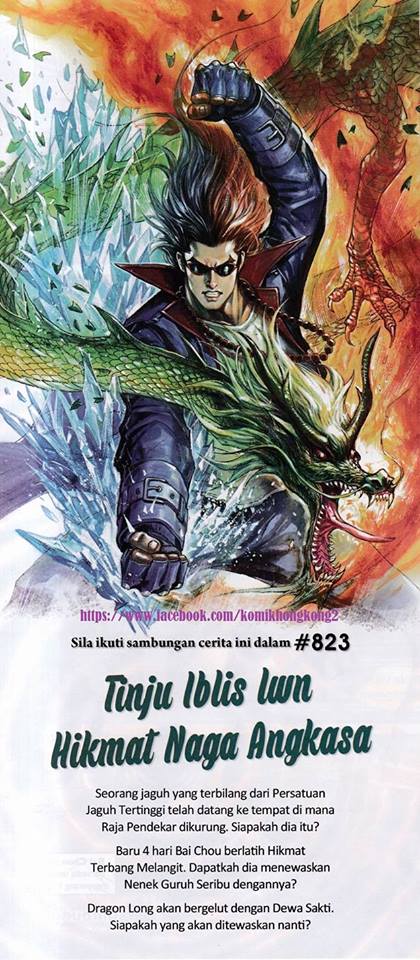 https://www.facebook.com/komikhongkong2
Sila ikuti sambungan cerita ini dalam #823
Tinju Iblis lwn
Hikmat Naga Angkasa
Seorang jaguh yang terbilang dari Persatuan
Jaguh Tertinggi telah datang ke tempat di mana
Raja Pendekar dikurung. Siapakah dia itu?
Baru 4 hari Bai Chou berlatih Hikmat
Terbang Melangit. Dapatkah dia menewaskan
Nenek Guruh Seribu dengannya?
Dragon Long akan bergelut dengan Dewa Sakti.
Siapakah yang akan ditewaskan nanti?